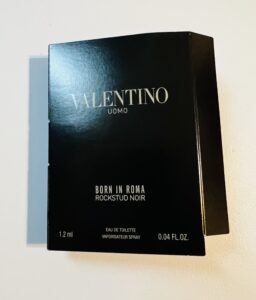 VALENTINO
UOMO
BORN IN ROMA
ROCKSTUD NOIR
EAU DE TOILETTE
VAPORISATEUR SPRAY
1.2 ml
0.04 FL.OZ.